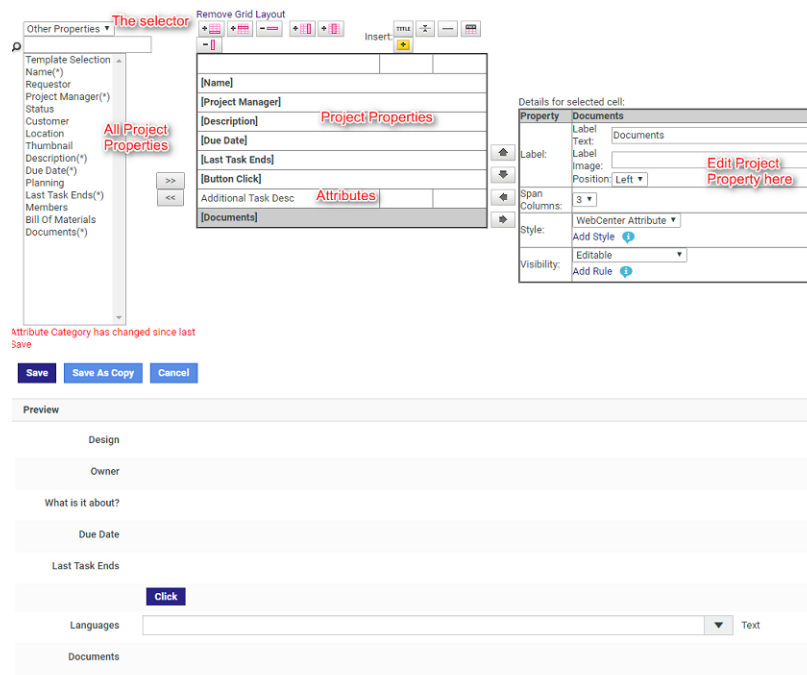 Remove Grid Layout
Other Properties
The selector
Insert:
TITLE
All Project
Properties
Template Selection
Name(*)
Requestor
Project Manager(*)
Status
Customer
Location
Thumbnail
Description(*)
Due Date(*)
Planning
Last Task Ends(*)
Members
Bill Of Materials
Documents(*)
>>
<<
[Name]
[Project Manager]
[Description]
Project Properties
[Due Date]
[Last Task Ends]
[Button Click]
Additional Task Desc
Attributes
[Documents]
Details for selected cell:
Property Documents
Label:
Label
Text:
Documents
Label
Image:
Position: Left
Edit Project
Property here
Span
Columns:
3
Style:
WebCenter Attribute
Add Style
Visibility:
Editable
Add Rule
Attribute Category has changed since last
Save
Save Save As Copy Cancel
Preview
Design
Owner
What is it about?
Due Date
Last Task Ends
Click
Languages
Text
Documents